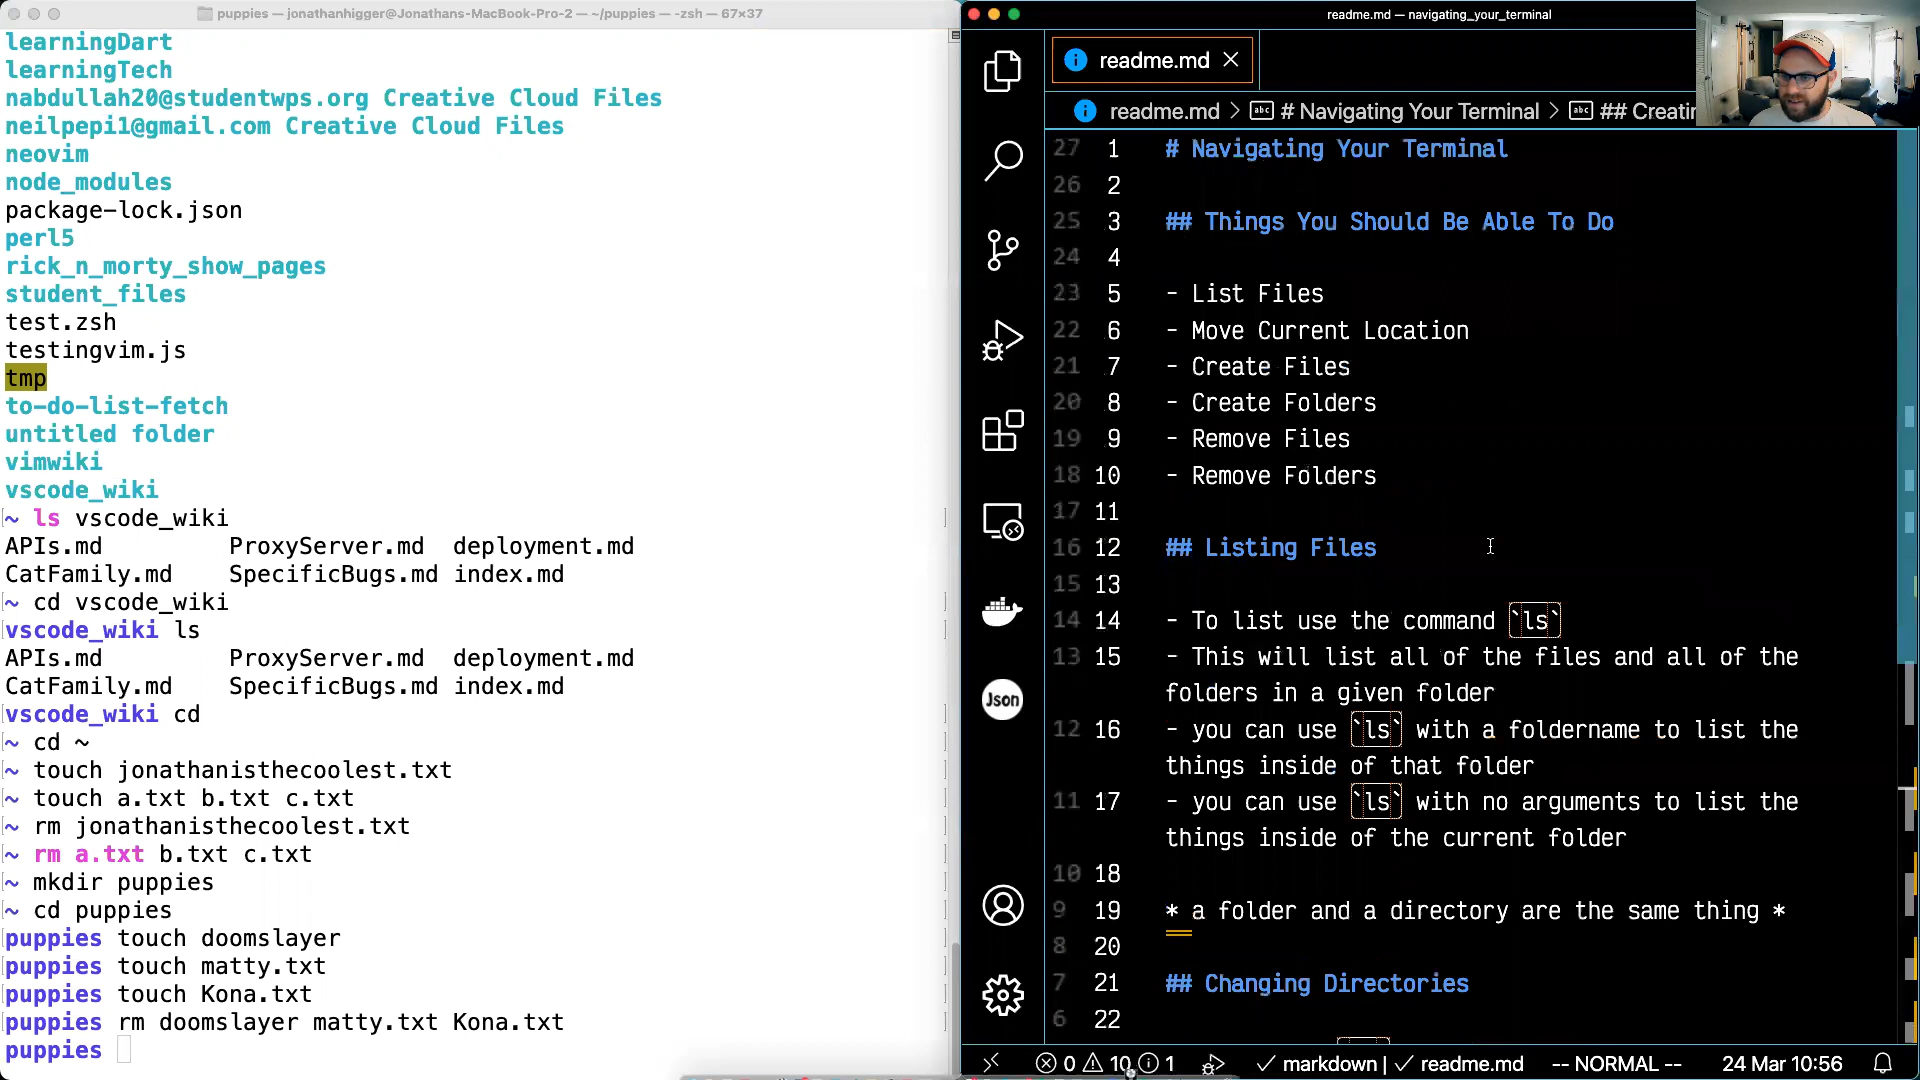 puppies — jonathanhigger@Jonathans-MacBook-Pro-2 — ~/puppies — -zsh — 67×37
learningDart
learningTech
nabdullah20@studentwps.org Creative Cloud Files
neilpepi1@gmail.com Creative Cloud Files
neovim
node_modules
package-lock.json
perl5
rick_n_morty_show_pages
student_files
test.zsh
testingvim.js
tmp
to-do-list-fetch
untitled folder
vimwiki
vscode_wiki
~ ls vscode_wiki
APIs.md ProxyServer.md deployment.md
CatFamily.md SpecificBugs.md index.md
~ cd vscode_wiki
vscode_wiki ls
APIs.md ProxyServer.md deployment.md
CatFamily.md SpecificBugs.md index.md
vscode_wiki cd
~ cd ~
~ touch jonathanisthecoolest.txt
~ touch a.txt b.txt c.txt
~ rm jonathanisthecoolest.txt
~ rm a.txt b.txt c.txt
~ mkdir puppies
~ cd puppies
puppies touch doomslayer
puppies touch matty.txt
puppies touch Kona.txt
puppies rm doomslayer matty.txt Kona.txt
puppies
readme.md — navigating_your_terminal
readme.md
readme.md > # Navigating Your Terminal > ## Creatin
27 1 # Navigating Your Terminal
26 2
25 3 ## Things You Should Be Able To Do
24 4
23 5 - List Files
22 6 - Move Current Location
21 7 - Create Files
20 8 - Create Folders
19 9 - Remove Files
18 10 - Remove Folders
17 11
16 12 ## Listing Files
15 13
14 14 - To list use the command `ls`
13 15 - This will list all of the files and all of the
folders in a given folder
12 16 - you can use `ls` with a foldername to list the
things inside of that folder
11 17 - you can use `ls` with no arguments to list the
things inside of the current folder
10 18
9 19 * a folder and a directory are the same thing *
8 20
7 21 ## Changing Directories
6 22
Json
0 10 1 markdown | readme.md -- NORMAL -- 24 Mar 10:56